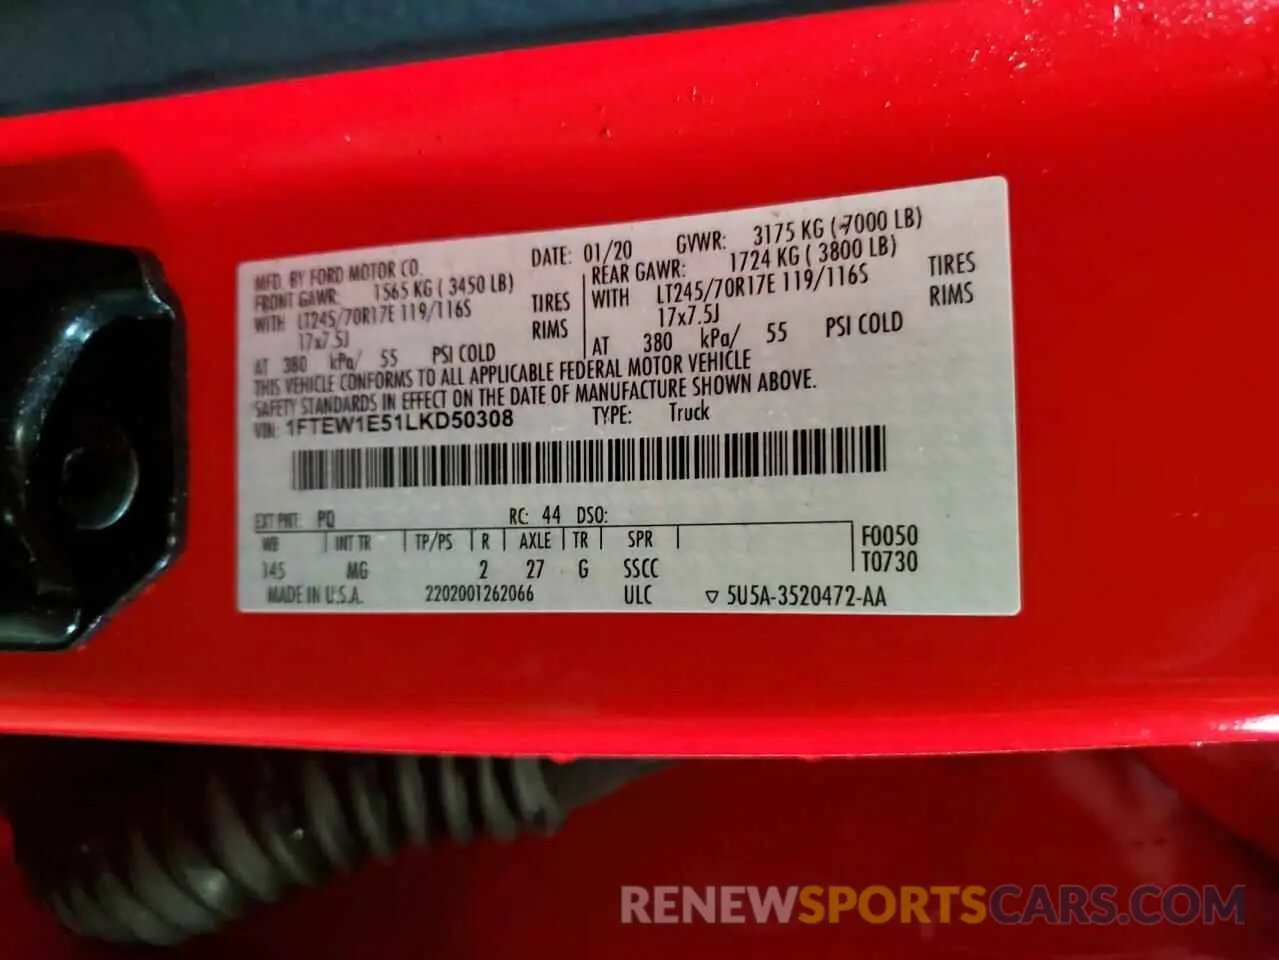 MFD. BY FORD MOTOR CO. DATE: 01/20 GVWR: 3175 KG (7000 LB)
FRONT GAWR: 1565 KG ( 3450 LB) REAR GAWR: 1724 KG ( 3800 LB)
WITH LT245/70R17E 119/116S TIRES WITH LT245/70R17E 119/116S TIRES
17x7.5J RIMS 17x7.5J RIMS
AT 380 kPa/ 55 PSI COLD AT 380 kPa/ 55 PSI COLD
THIS VEHICLE CONFORMS TO ALL APPLICABLE FEDERAL MOTOR VEHICLE
SAFETY STANDARDS IN EFFECT ON THE DATE OF MANUFACTURE SHOWN ABOVE.
VIN: 1FTEW1E51LKD50308 TYPE: Truck
EXT PNT: PQ RC: 44 DSO:
WB INT TR TP/PS R AXLE TR SPR F0050
145 MG 2 27 G SSCC T0730
MADE IN U.S.A. 2202001262066 ULC ▽ 5U5A-3520472-AA
RENEWSPORTSCARS.COM